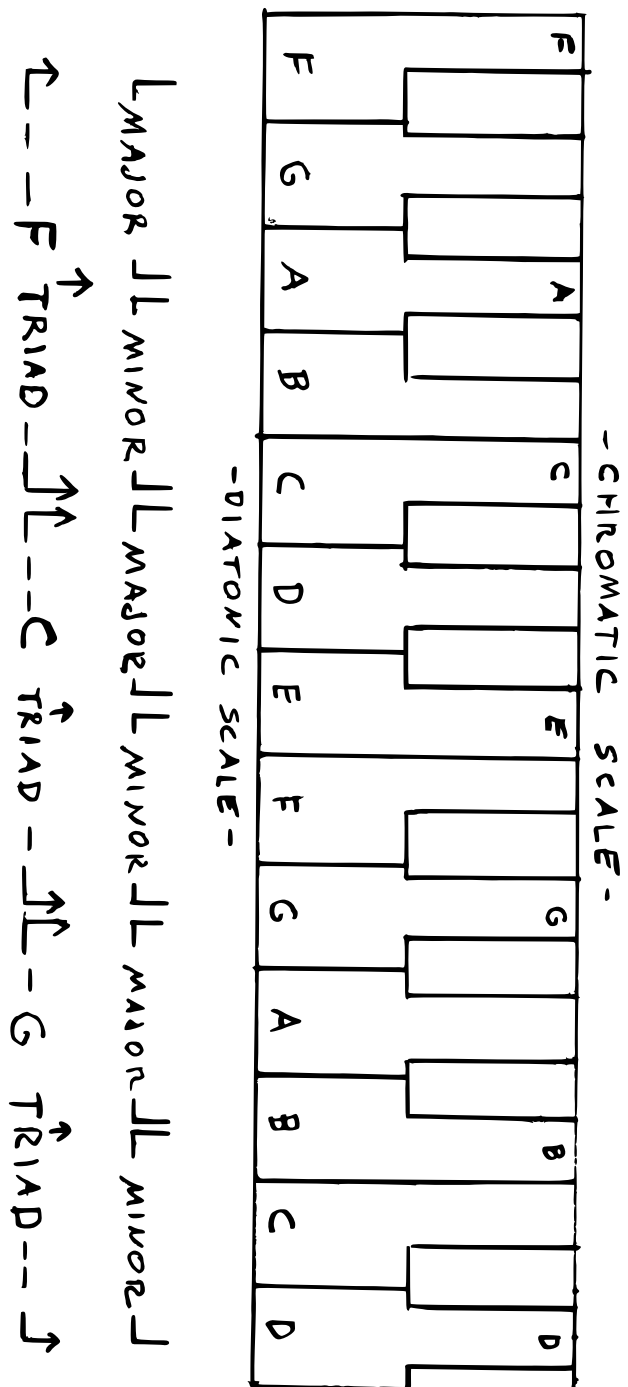 - CHROMATIC SCALE -
F A C E G B D
F G A B C D E F G A B C D
- DIATONIC SCALE -
MAJOR MINOR MAJOR MINOR MAJOR MINOR
F TRIAD C TRIAD G TRIAD